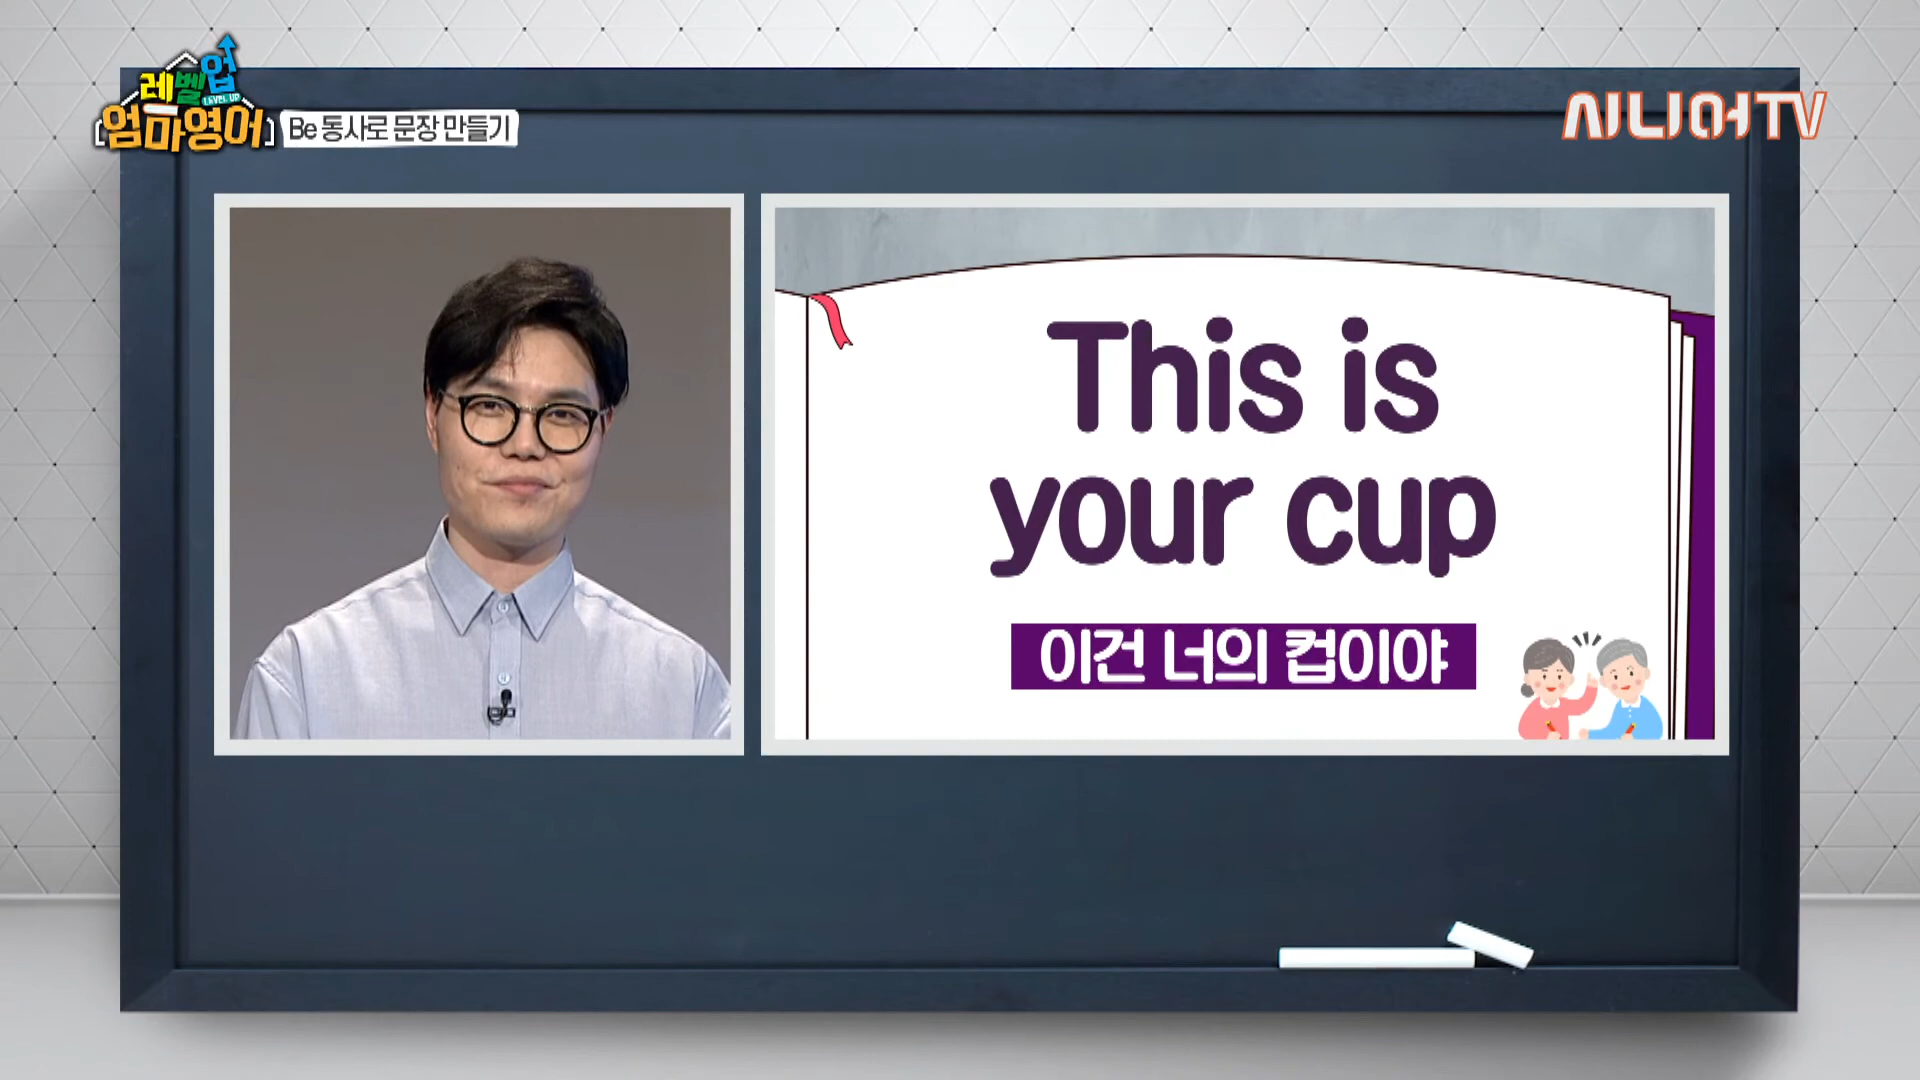 레벨업
LEVEL UP
엄마영어
Be 동사로 문장 만들기
시니어TV
This is
your cup
이건 너의 컵이야